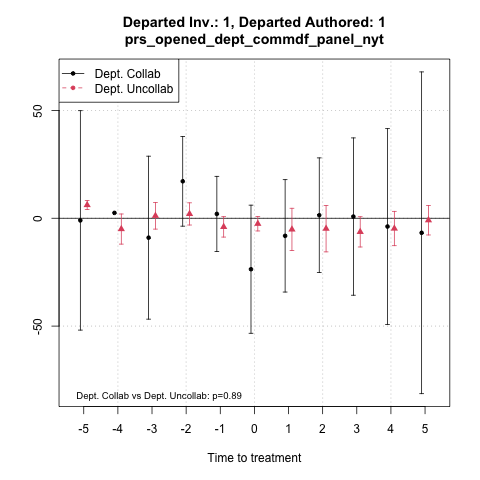 Departed Inv.: 1, Departed Authored: 1
prs_opened_dept_commdf_panel_nyt
Dept. Collab
Dept. Uncollab
50
0
-50
Dept. Collab vs Dept. Uncollab: p=0.89
-5 -4 -3 -2 -1 0 1 2 3 4 5
Time to treatment